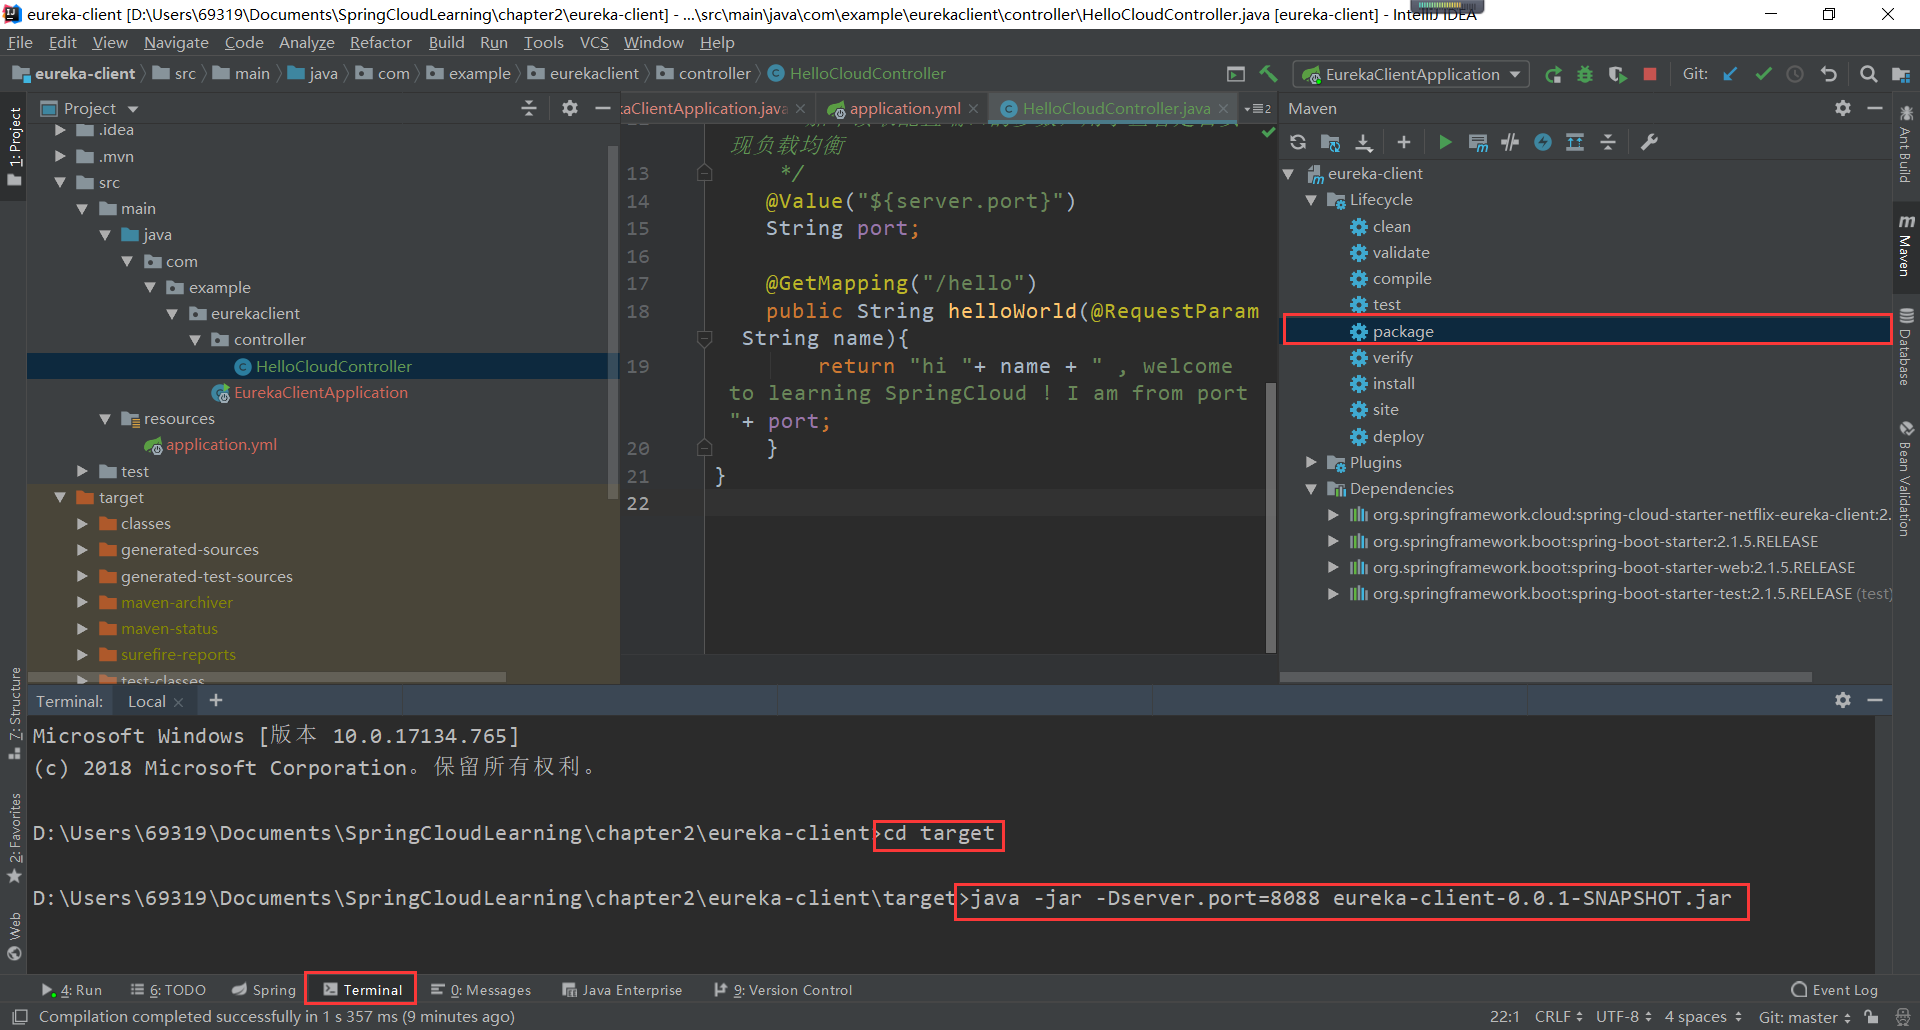 eureka-client [D:\Users\69319\Documents\SpringCloudLearning\chapter2\eureka-client] - ...\src\main\java\com\example\eurekaclient\controller\HelloCloudController.java [eureka-client] - IntelliJ IDEA
File Edit View Navigate Code Analyze Refactor Build Run Tools VCS Window Help
eureka-client src main java com example eurekaclient controller HelloCloudController
EurekaClientApplication Git:
1: Project
7: Structure
2: Favorites
Web
Project
.idea
.mvn
src
main
java
com
example
eurekaclient
controller
HelloCloudController
EurekaClientApplication
resources
application.yml
test
target
classes
generated-sources
generated-test-sources
maven-archiver
maven-status
surefire-reports
test-classes
kaClientApplication.java application.yml HelloCloudController.java 2
现负载均衡
13 */
14 @Value("${server.port}")
15 String port;
16
17 @GetMapping("/hello")
18 public String helloWorld(@RequestParam
String name){
19 return "hi "+ name + " , welcome
to learning SpringCloud ! I am from port
"+ port;
20 }
21 }
22
Maven
eureka-client
Lifecycle
clean
validate
compile
test
package
verify
install
site
deploy
Plugins
Dependencies
org.springframework.cloud:spring-cloud-starter-netflix-eureka-client:2.
org.springframework.boot:spring-boot-starter:2.1.5.RELEASE
org.springframework.boot:spring-boot-starter-web:2.1.5.RELEASE
org.springframework.boot:spring-boot-starter-test:2.1.5.RELEASE (test)
Ant Build
Maven
Database
Bean Validation
Terminal: Local
Microsoft Windows [版本 10.0.17134.765]
(c) 2018 Microsoft Corporation。保留所有权利。
D:\Users\69319\Documents\SpringCloudLearning\chapter2\eureka-client>cd target
D:\Users\69319\Documents\SpringCloudLearning\chapter2\eureka-client\target>java -jar -Dserver.port=8088 eureka-client-0.0.1-SNAPSHOT.jar
4: Run 6: TODO Spring Terminal 0: Messages Java Enterprise 9: Version Control Event Log
Compilation completed successfully in 1 s 357 ms (9 minutes ago) 22:1 CRLF UTF-8 4 spaces Git: master